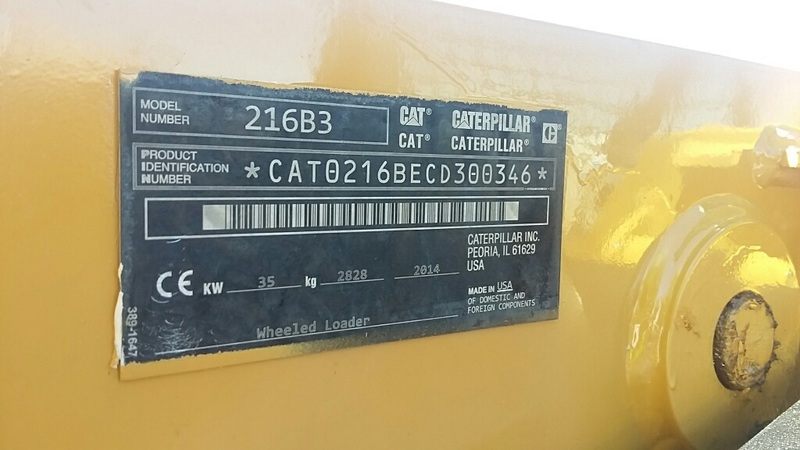 MODEL NUMBER 216B3
CAT® CATERPILLAR® C
CAT® CATERPILLAR®
PRODUCT IDENTIFICATION NUMBER *CAT0216BECD300346*
CATERPILLAR INC.
PEORIA, IL 61629
USA
CE KW 35 kg 2828 2014
MADE IN USA
OF DOMESTIC AND
FOREIGN COMPONENTS
Wheeled Loader
389-1647